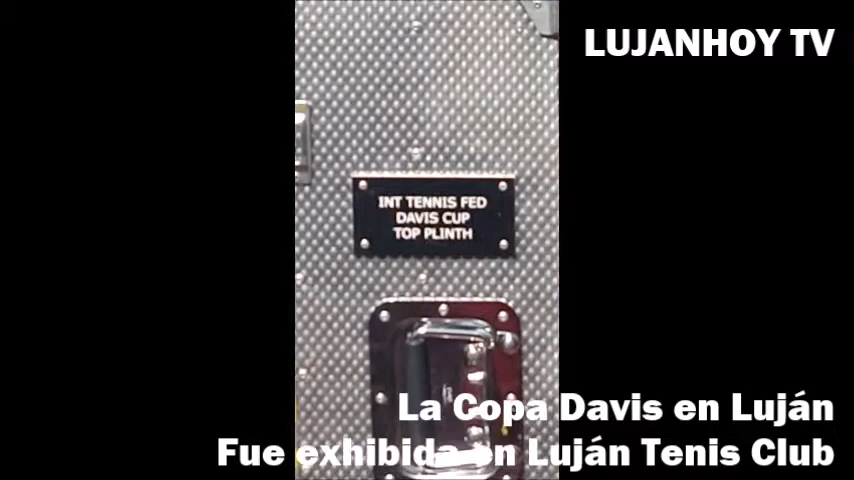 LUJANHOY TV
INT TENNIS FED
DAVIS CUP
TOP PLINTH
La Copa Davis en Luján
Fue exhibida en Luján Tenis Club